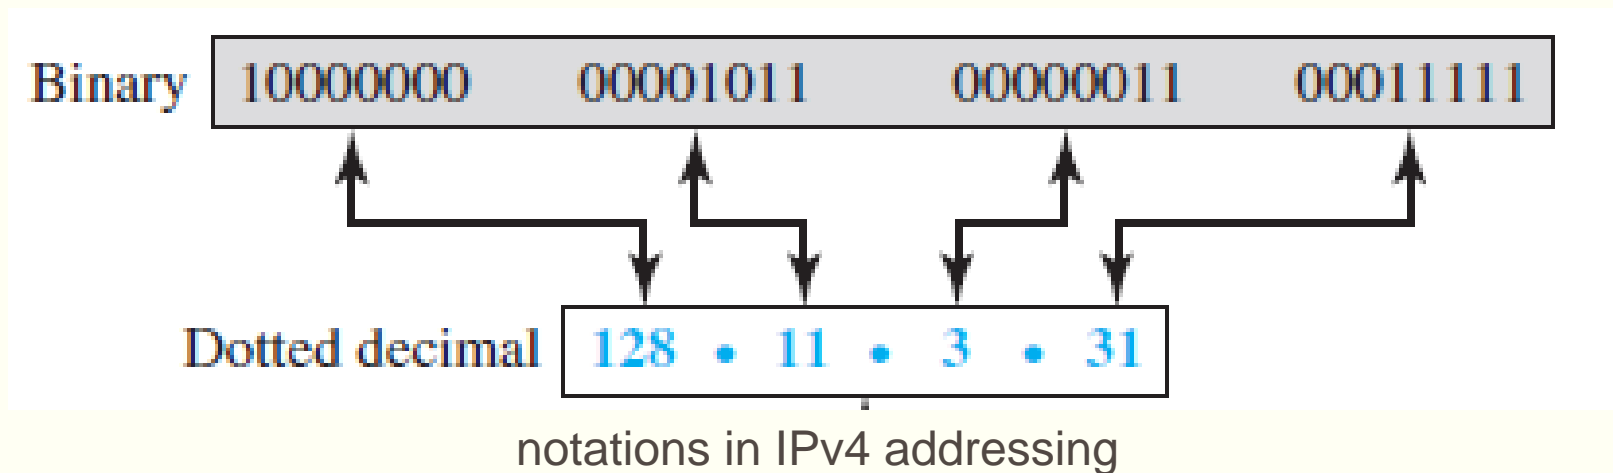 Binary 10000000 00001011 00000011 00011111
Dotted decimal 128 • 11 • 3 • 31
notations in IPv4 addressing